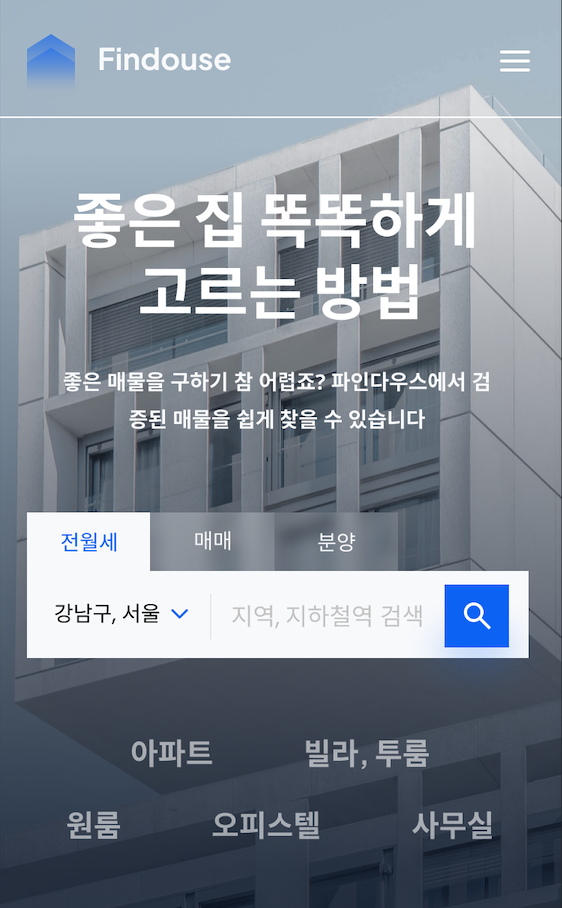 Findouse
좋은 집 똑똑하게
고르는 방법
좋은 매물을 구하기 참 어렵죠? 파인다우스에서 검
증된 매물을 쉽게 찾을 수 있습니다
전월세 매매 분양
강남구, 서울 지역, 지하철역 검색
아파트 빌라, 투룸
원룸 오피스텔 사무실